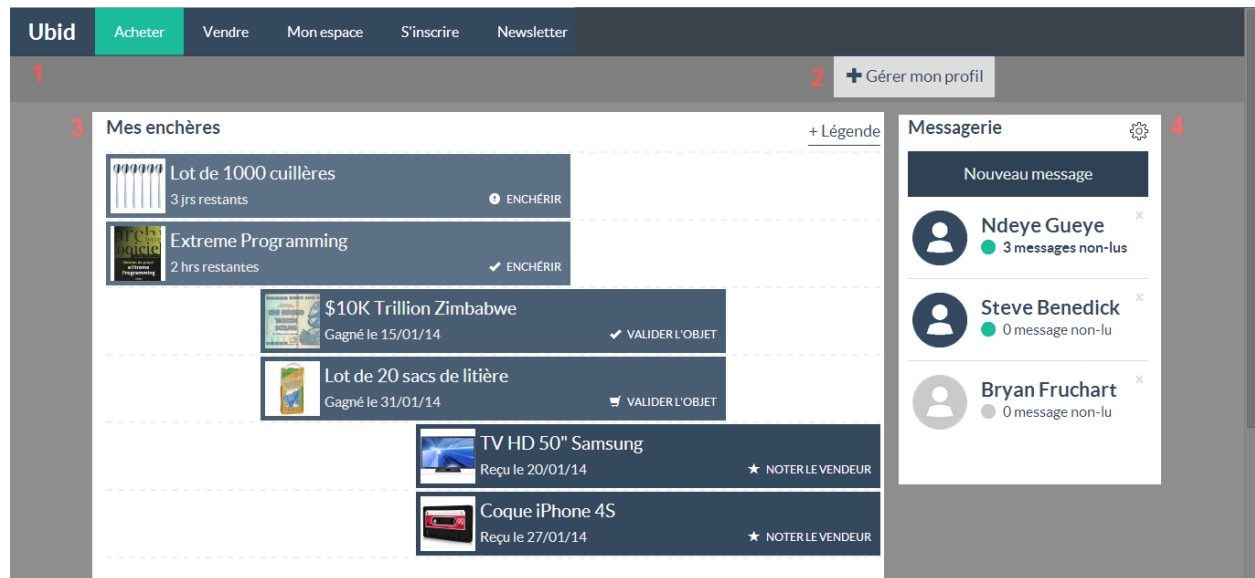 Ubid Acheter Vendre Mon espace S'inscrire Newsletter
1
2 Gérer mon profil
3 Mes enchères
+ Légende
Lot de 1000 cuillères
3 jrs restants
ENCHÉRIR
Extreme Programming
2 hrs restantes
ENCHÉRIR
$10K Trillion Zimbabwe
Gagné le 15/01/14
VALIDER L'OBJET
Lot de 20 sacs de litière
Gagné le 31/01/14
VALIDER L'OBJET
TV HD 50" Samsung
Reçu le 20/01/14
NOTER LE VENDEUR
Coque iPhone 4S
Reçu le 27/01/14
NOTER LE VENDEUR
Messagerie
4
Nouveau message
Ndeye Gueye x
3 messages non-lus
Steve Benedick x
0 message non-lu
Bryan Fruchart x
0 message non-lu